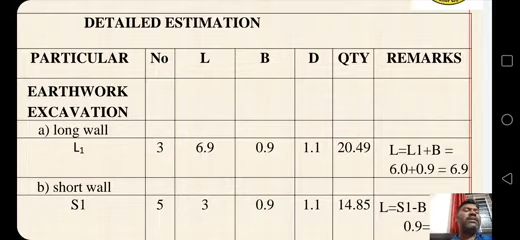 DETAILED ESTIMATION
PARTICULAR No L B D QTY REMARKS
EARTHWORK
EXCAVATION
a) long wall
L₁ 3 6.9 0.9 1.1 20.49 L=L1+B =
6.0+0.9 = 6.9
b) short wall
S1 5 3 0.9 1.1 14.85 L=S1-B
0.9=